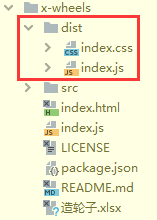 x-wheels
dist
index.css
index.js
src
index.html
index.js
LICENSE
package.json
README.md
造轮子.xlsx